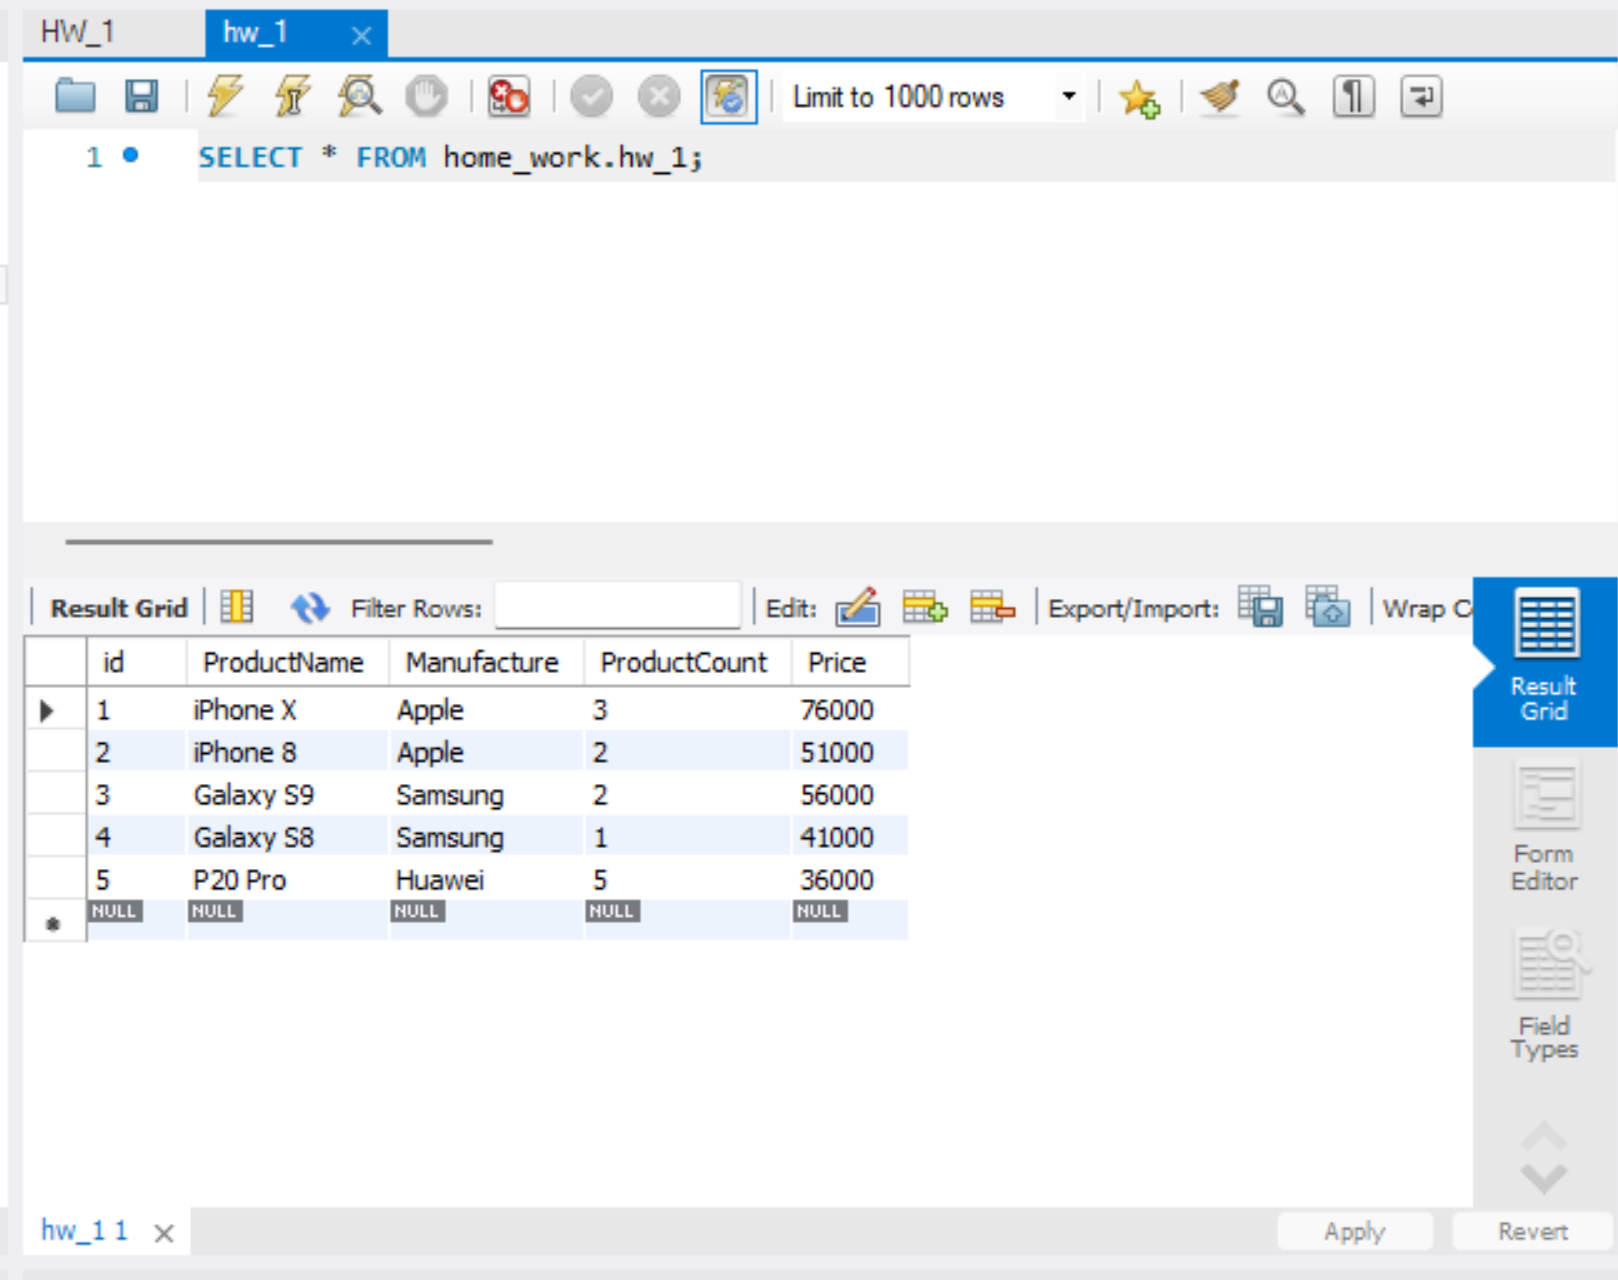 HW_1 hw_1
Limit to 1000 rows
1 SELECT * FROM home_work.hw_1;
Result Grid Filter Rows: Edit: Export/Import: Wrap C
id ProductName Manufacture ProductCount Price
1 iPhone X Apple 3 76000
2 iPhone 8 Apple 2 51000
3 Galaxy S9 Samsung 2 56000
4 Galaxy S8 Samsung 1 41000
5 P20 Pro Huawei 5 36000
NULL NULL NULL NULL NULL
Result
Grid
Form
Editor
Field
Types
hw_1 1
Apply Revert